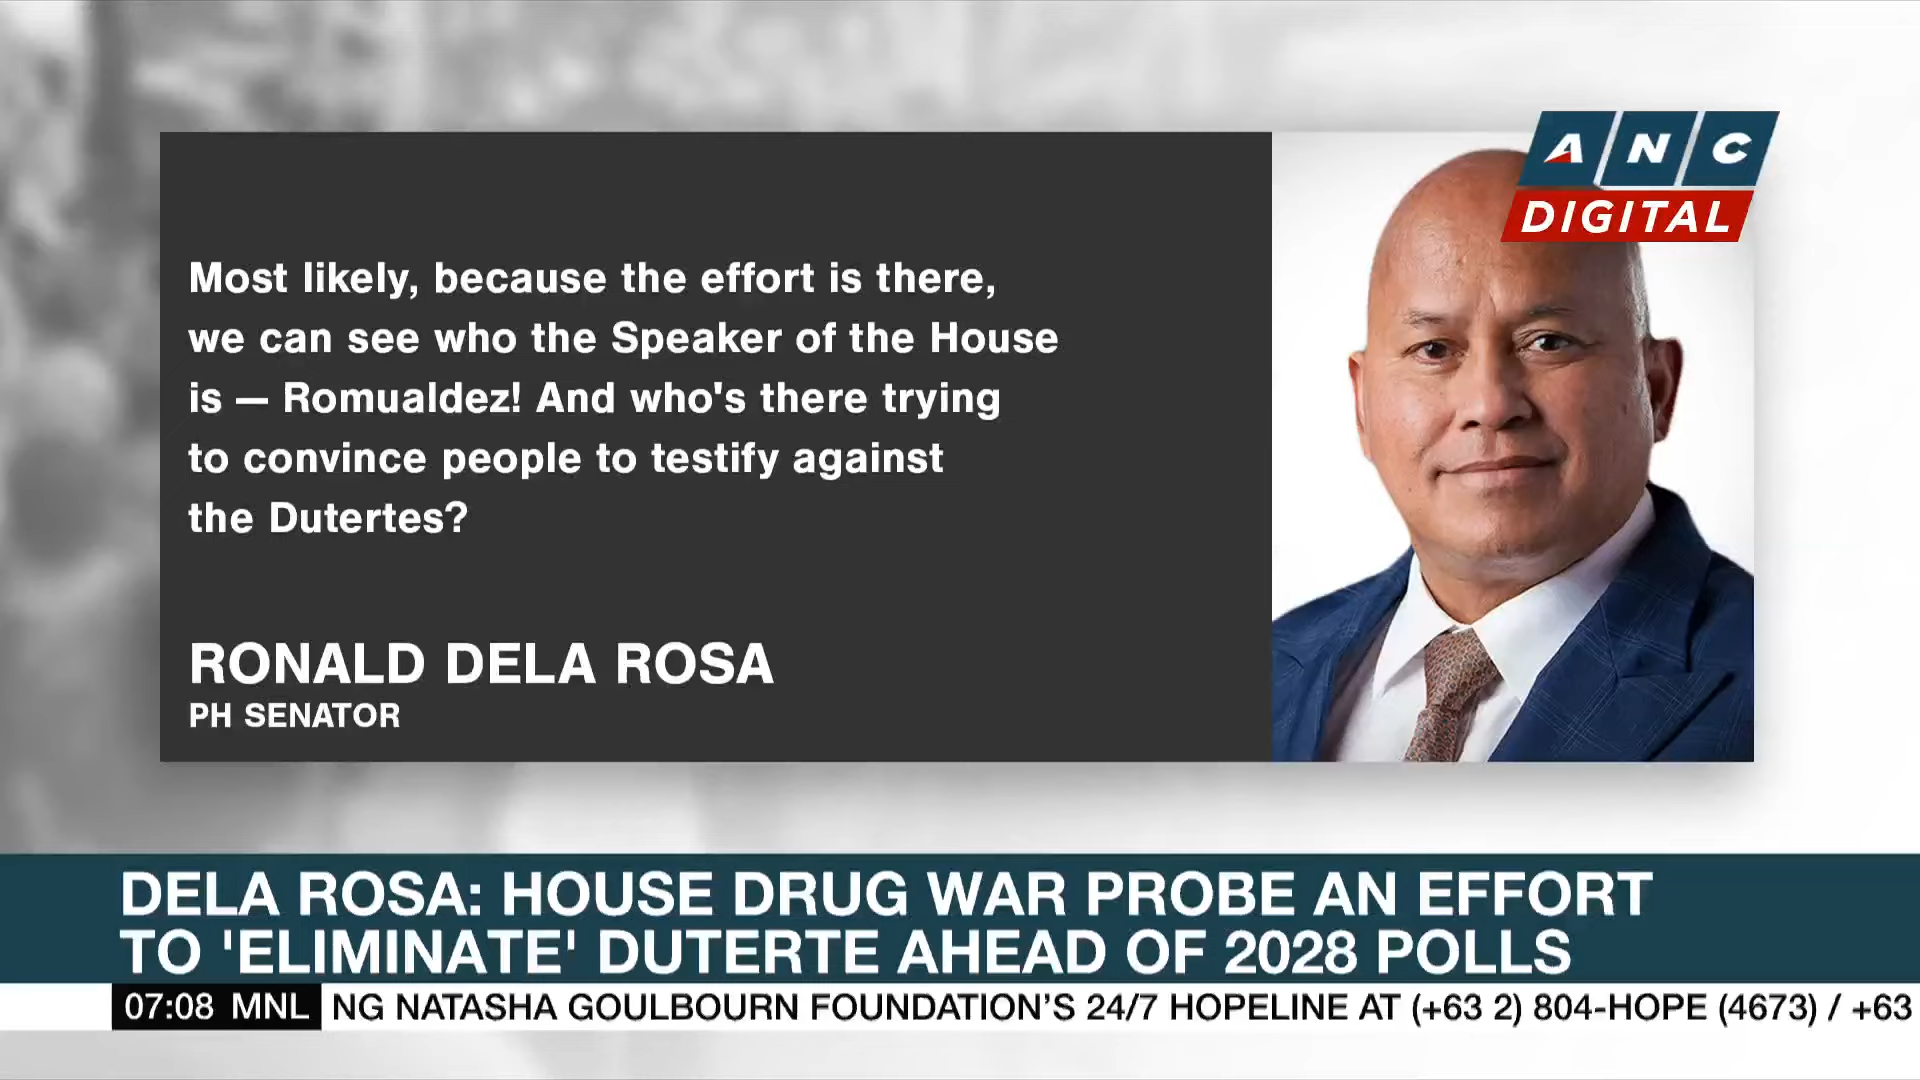 ANC
DIGITAL
Most likely, because the effort is there,
we can see who the Speaker of the House
is — Romualdez! And who's there trying
to convince people to testify against
the Dutertes?
RONALD DELA ROSA
PH SENATOR
DELA ROSA: HOUSE DRUG WAR PROBE AN EFFORT
TO 'ELIMINATE' DUTERTE AHEAD OF 2028 POLLS
07:08 MNL NG NATASHA GOULBOURN FOUNDATION’S 24/7 HOPELINE AT (+63 2) 804-HOPE (4673) / +63